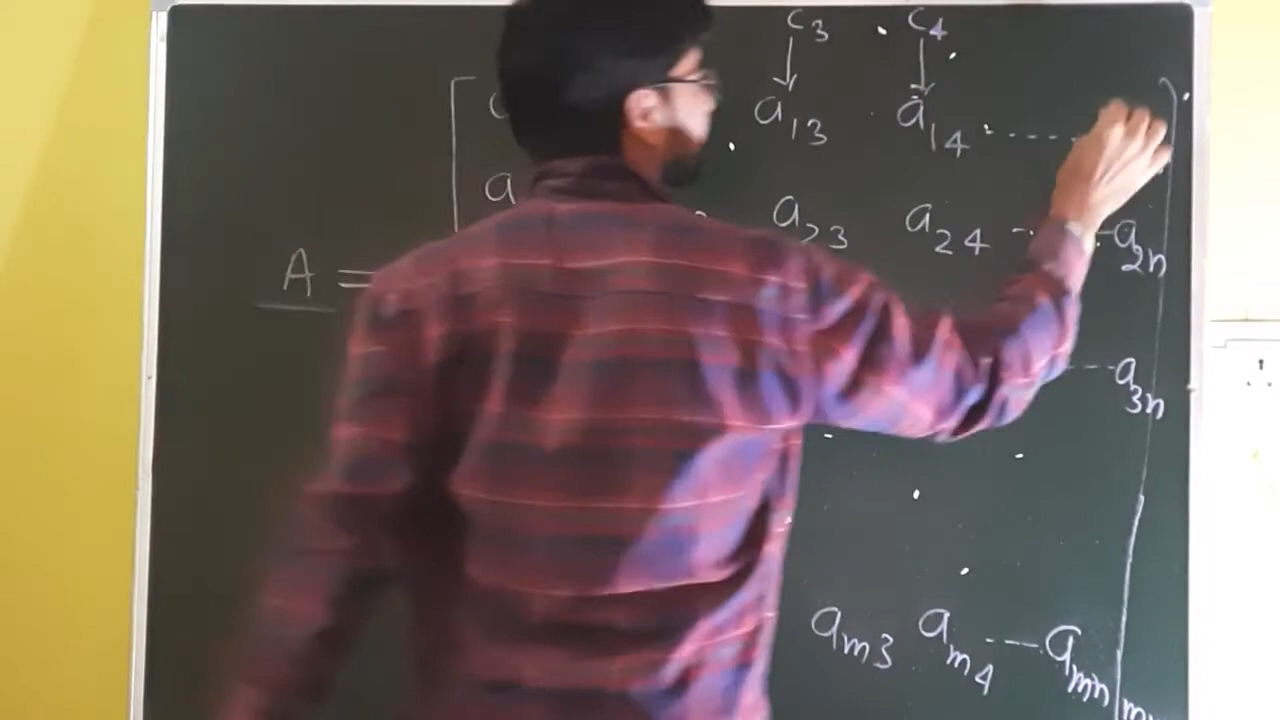 c3 c4
a13 a14 -----
a a23 a24 -- a2n
A =
-- a3n
am3 am4 -- amn